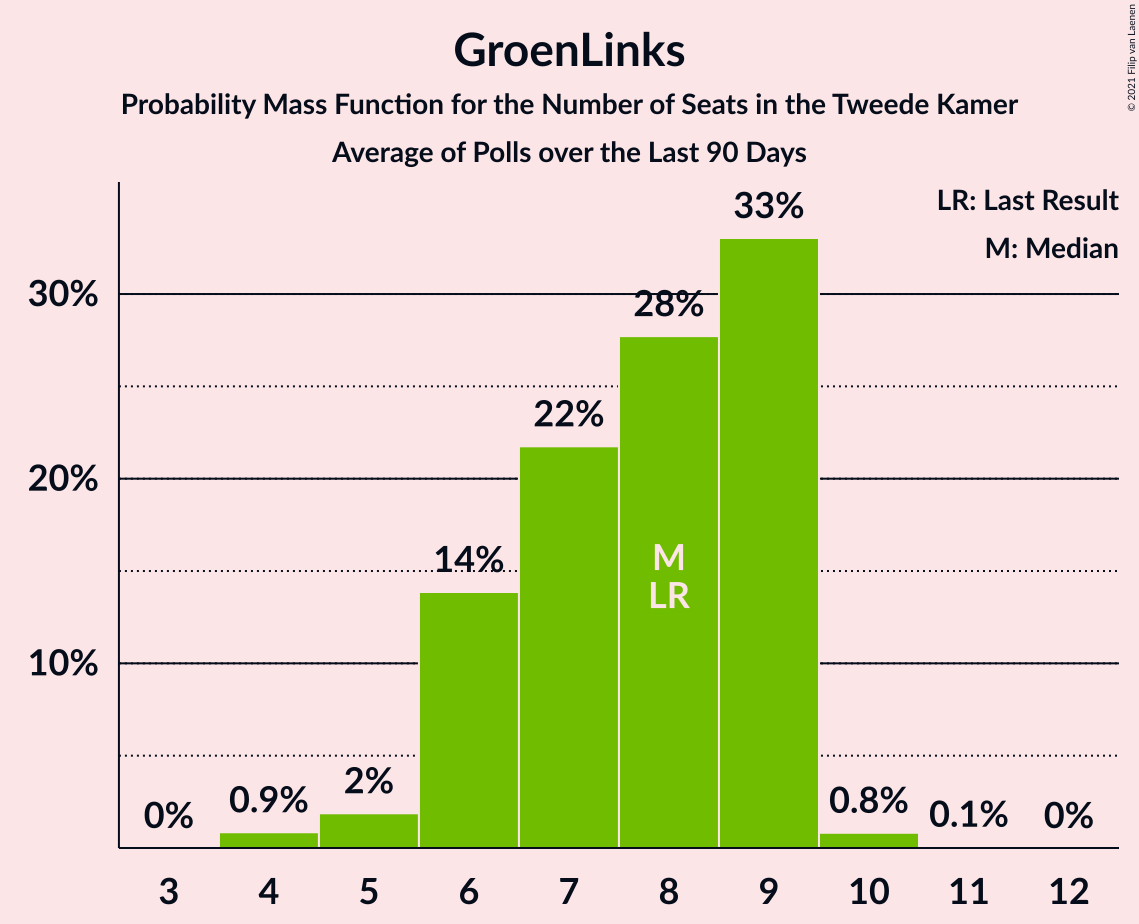 GroenLinks
Probability Mass Function for the Number of Seats in the Tweede Kamer
Average of Polls over the Last 90 Days
© 2021 Filip van Laenen
LR: Last Result
M: Median
30%
20%
10%
0%
0.9%
2%
14%
22%
28%
33%
0.8%
0.1%
0%
M
LR
3 4 5 6 7 8 9 10 11 12